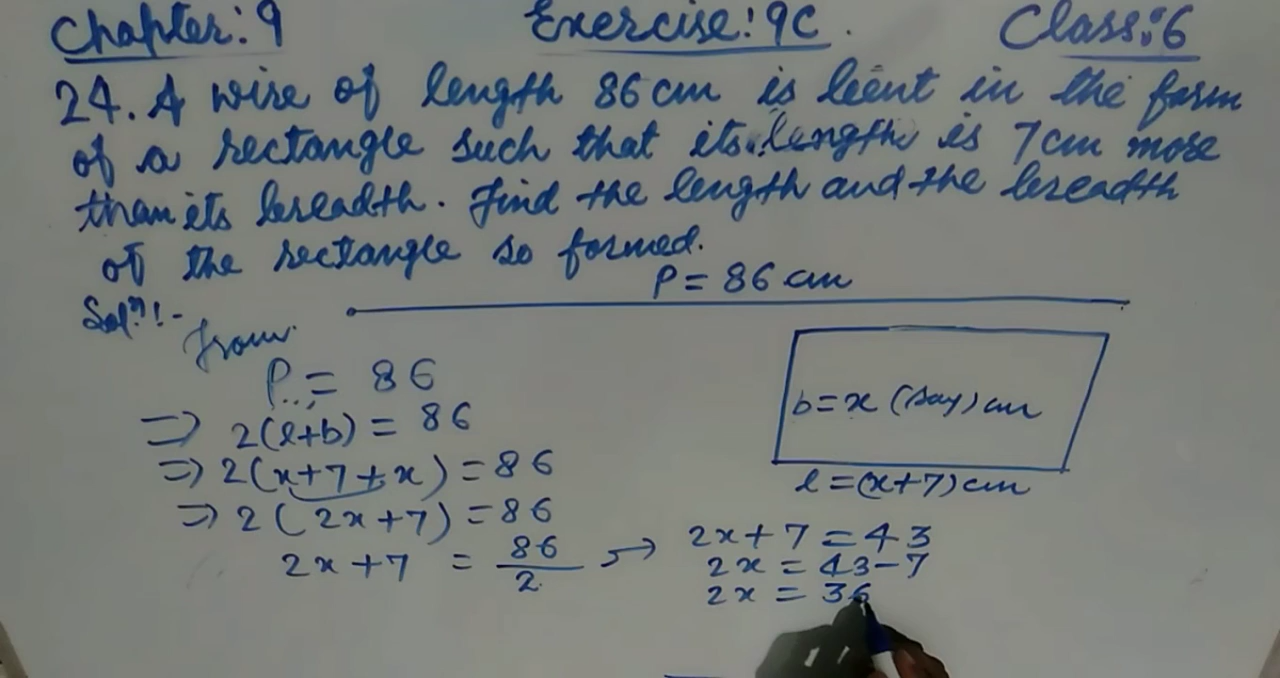 Chapter: 9 Exercise: 9C. Class: 6
24. A wire of length 86 cm is bent in the form
of a rectangle such that its length is 7 cm more
than its breadth. Find the length and the breadth
of the rectangle so formed.
P = 86 cm
Solⁿ:-
from
P = 86
⇒ 2(l+b) = 86
⇒ 2(x+7+x) = 86
⇒ 2(2x+7) = 86
2x+7 = 86/2 →
b = x (say) cm
l = (x+7) cm
2x+7 = 43
2x = 43-7
2x = 36